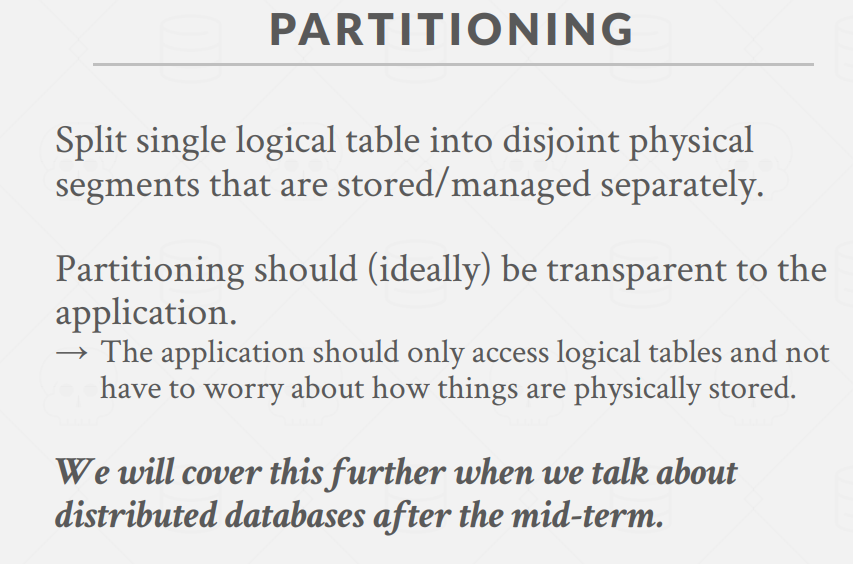 PARTITIONING
Split single logical table into disjoint physical
segments that are stored/managed separately.
Partitioning should (ideally) be transparent to the
application.
→ The application should only access logical tables and not
have to worry about how things are physically stored.
We will cover this further when we talk about
distributed databases after the mid-term.